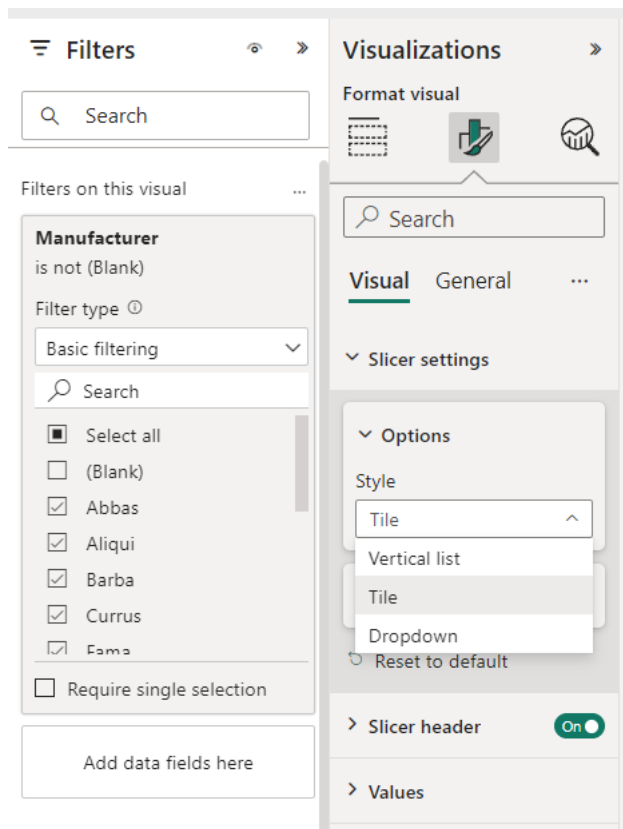 Filters
Search
Filters on this visual
...
Manufacturer
is not (Blank)
Filter type
Basic filtering
Search
Select all
(Blank)
Abbas
Aliqui
Barba
Currus
Fama
Require single selection
Add data fields here
Visualizations
Format visual
Search
Visual General ...
Slicer settings
Options
Style
Tile
Vertical list
Tile
Dropdown
Reset to default
Slicer header On
Values